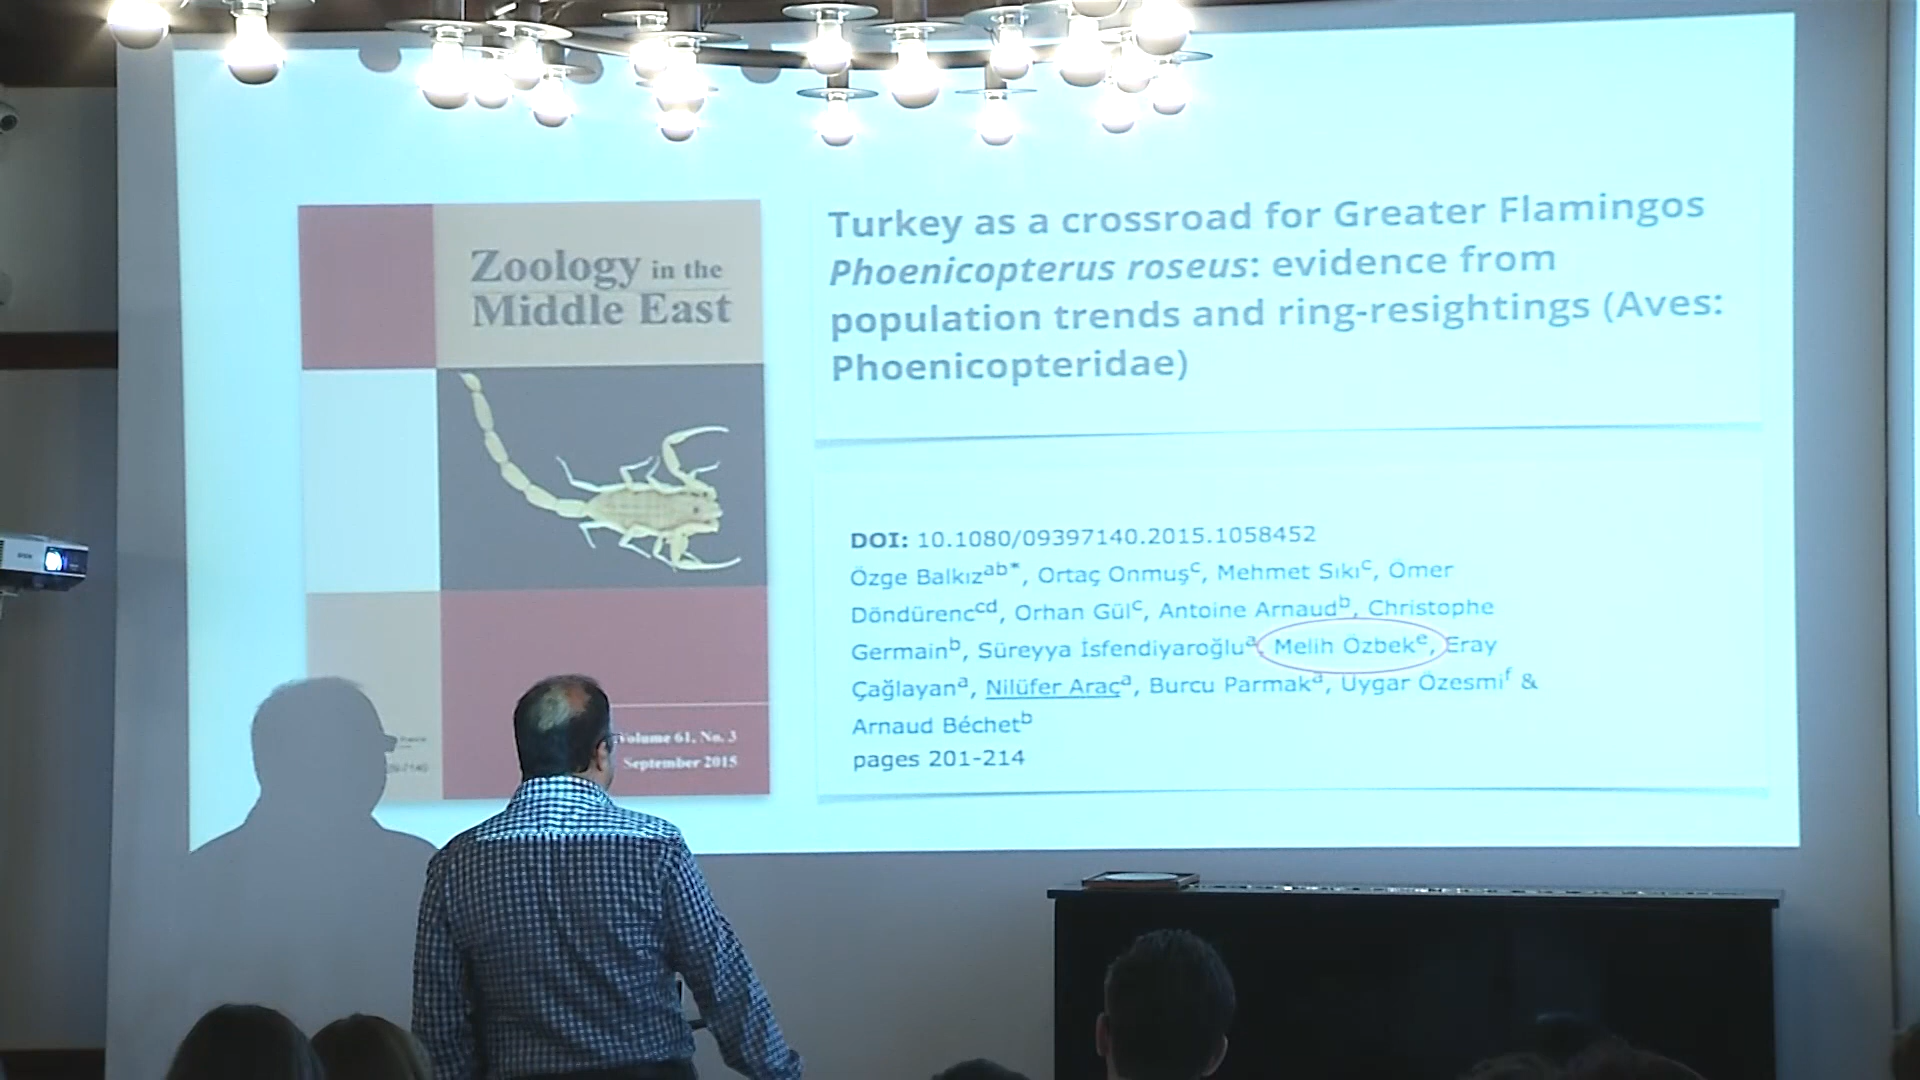 Zoology in the
Middle East
Volume 61, No. 3
September 2015
Turkey as a crossroad for Greater Flamingos
Phoenicopterus roseus: evidence from
population trends and ring-resightings (Aves:
Phoenicopteridae)
DOI: 10.1080/09397140.2015.1058452
Özge Balkızab*, Ortaç Onmuşc, Mehmet Sıkıc, Ömer
Döndürencd, Orhan Gülc, Antoine Arnaudb, Christophe
Germainb, Süreyya İsfendiyaroğlua, Melih Özbeke, Eray
Çağlayana, Nilüfer Araça, Burcu Parmaka, Uygar Özesmif &
Arnaud Béchetb
pages 201-214